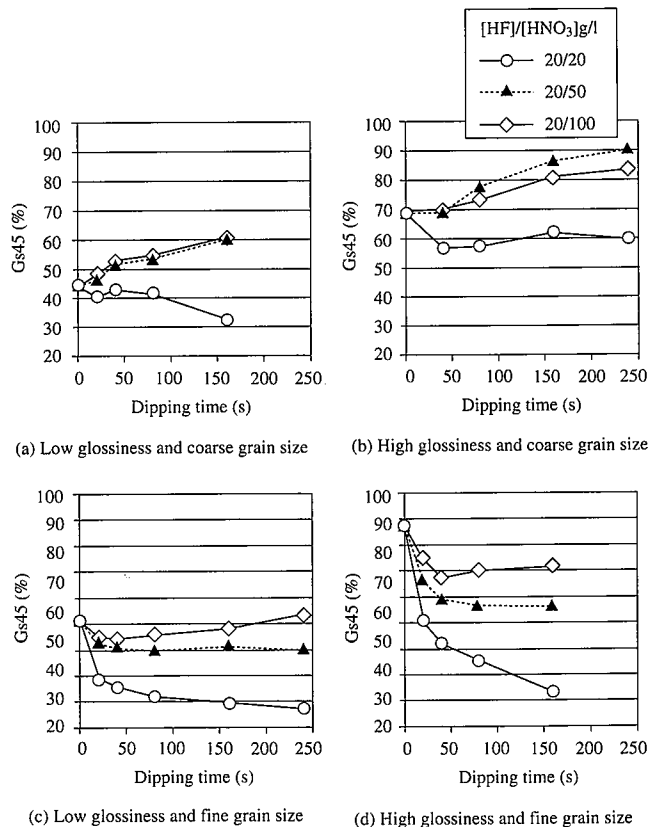 [HF]/[HNO3]g/l
20/20
20/50
20/100
100
90
80
70
60
50
40
30
20
Gs45 (%)
0 50 100 150 200 250
Dipping time (s)
(a) Low glossiness and coarse grain size
100
90
80
70
60
50
40
30
20
Gs45 (%)
0 50 100 150 200 250
Dipping time (s)
(b) High glossiness and coarse grain size
100
90
80
70
60
50
40
30
20
Gs45 (%)
0 50 100 150 200 250
Dipping time (s)
(c) Low glossiness and fine grain size
100
90
80
70
60
50
40
30
20
Gs45 (%)
0 50 100 150 200 250
Dipping time (s)
(d) High glossiness and fine grain size